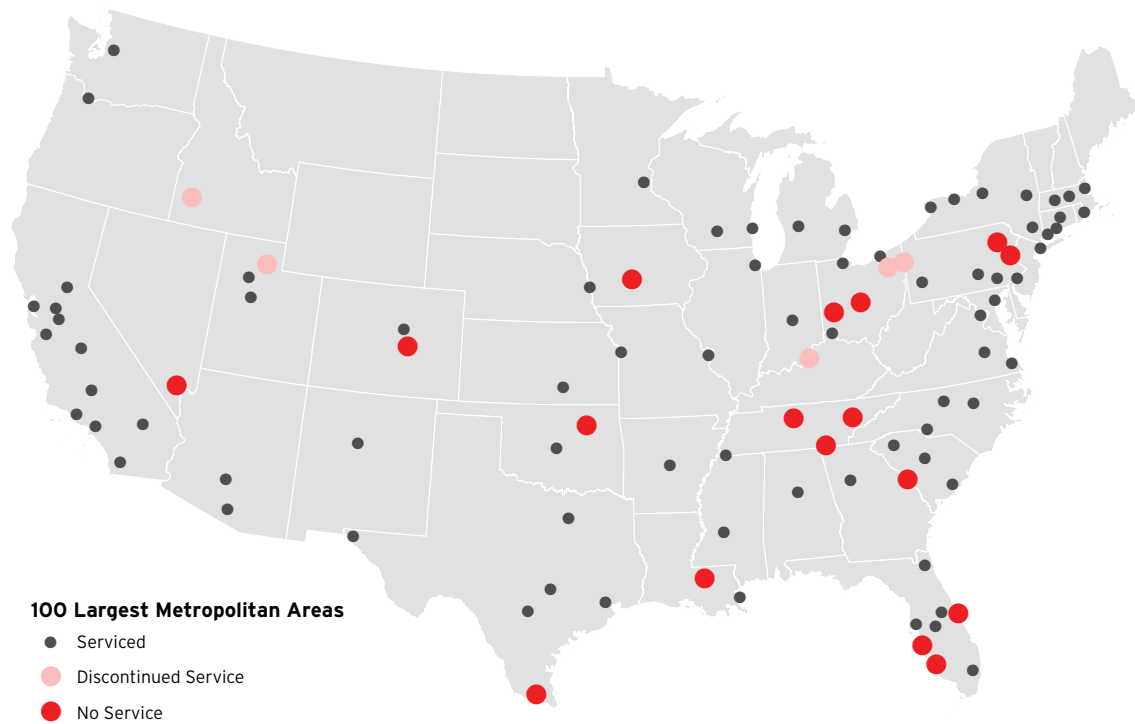 100 Largest Metropolitan Areas
Serviced
Discontinued Service
No Service